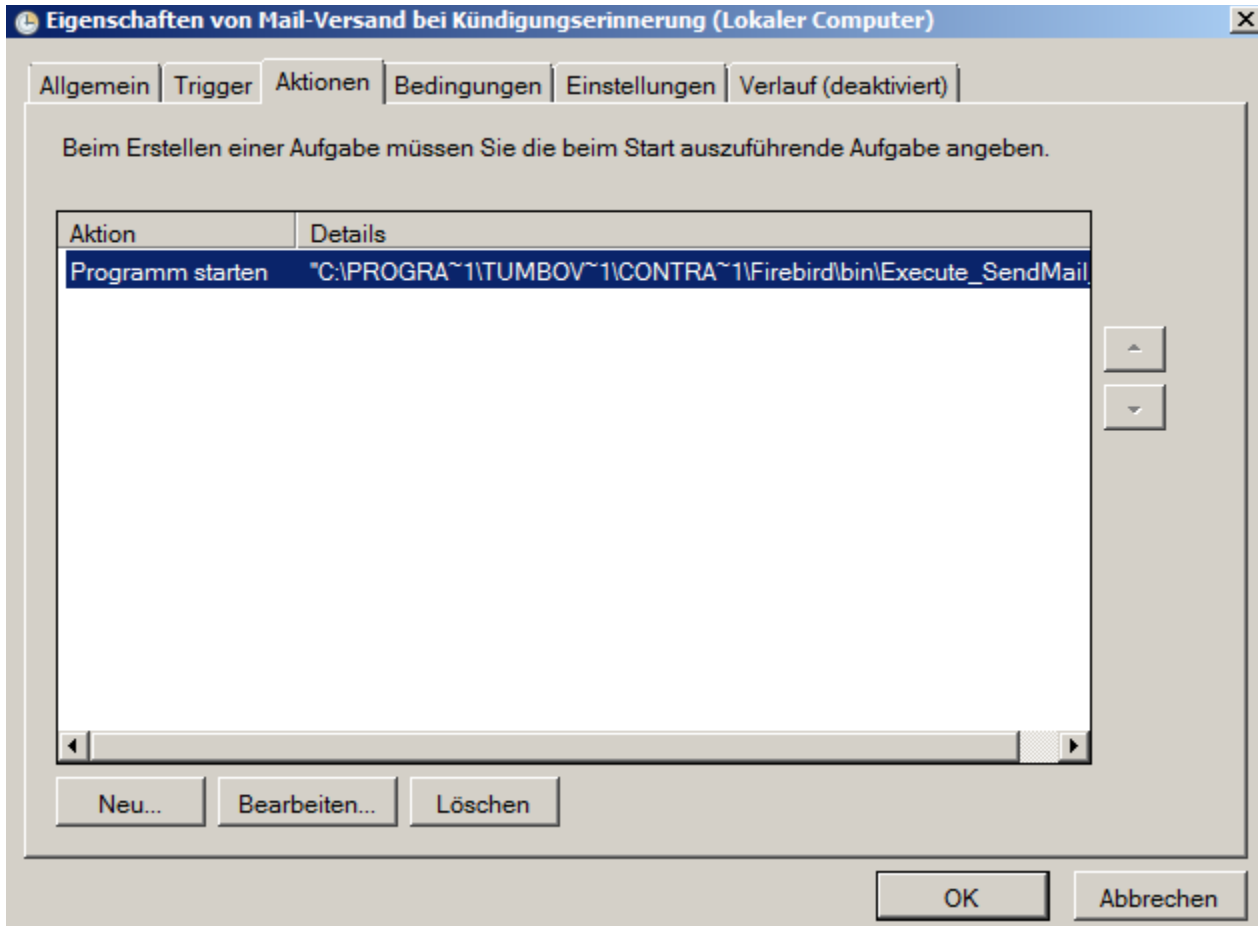 Eigenschaften von Mail-Versand bei Kündigungserinnerung (Lokaler Computer)
Allgemein Trigger Aktionen Bedingungen Einstellungen Verlauf (deaktiviert)
Beim Erstellen einer Aufgabe müssen Sie die beim Start auszuführende Aufgabe angeben.
Aktion Details
Programm starten "C:\PROGRA~1\TUMBOV~1\CONTRA~1\Firebird\bin\Execute_SendMail_
Neu... Bearbeiten... Löschen
OK Abbrechen